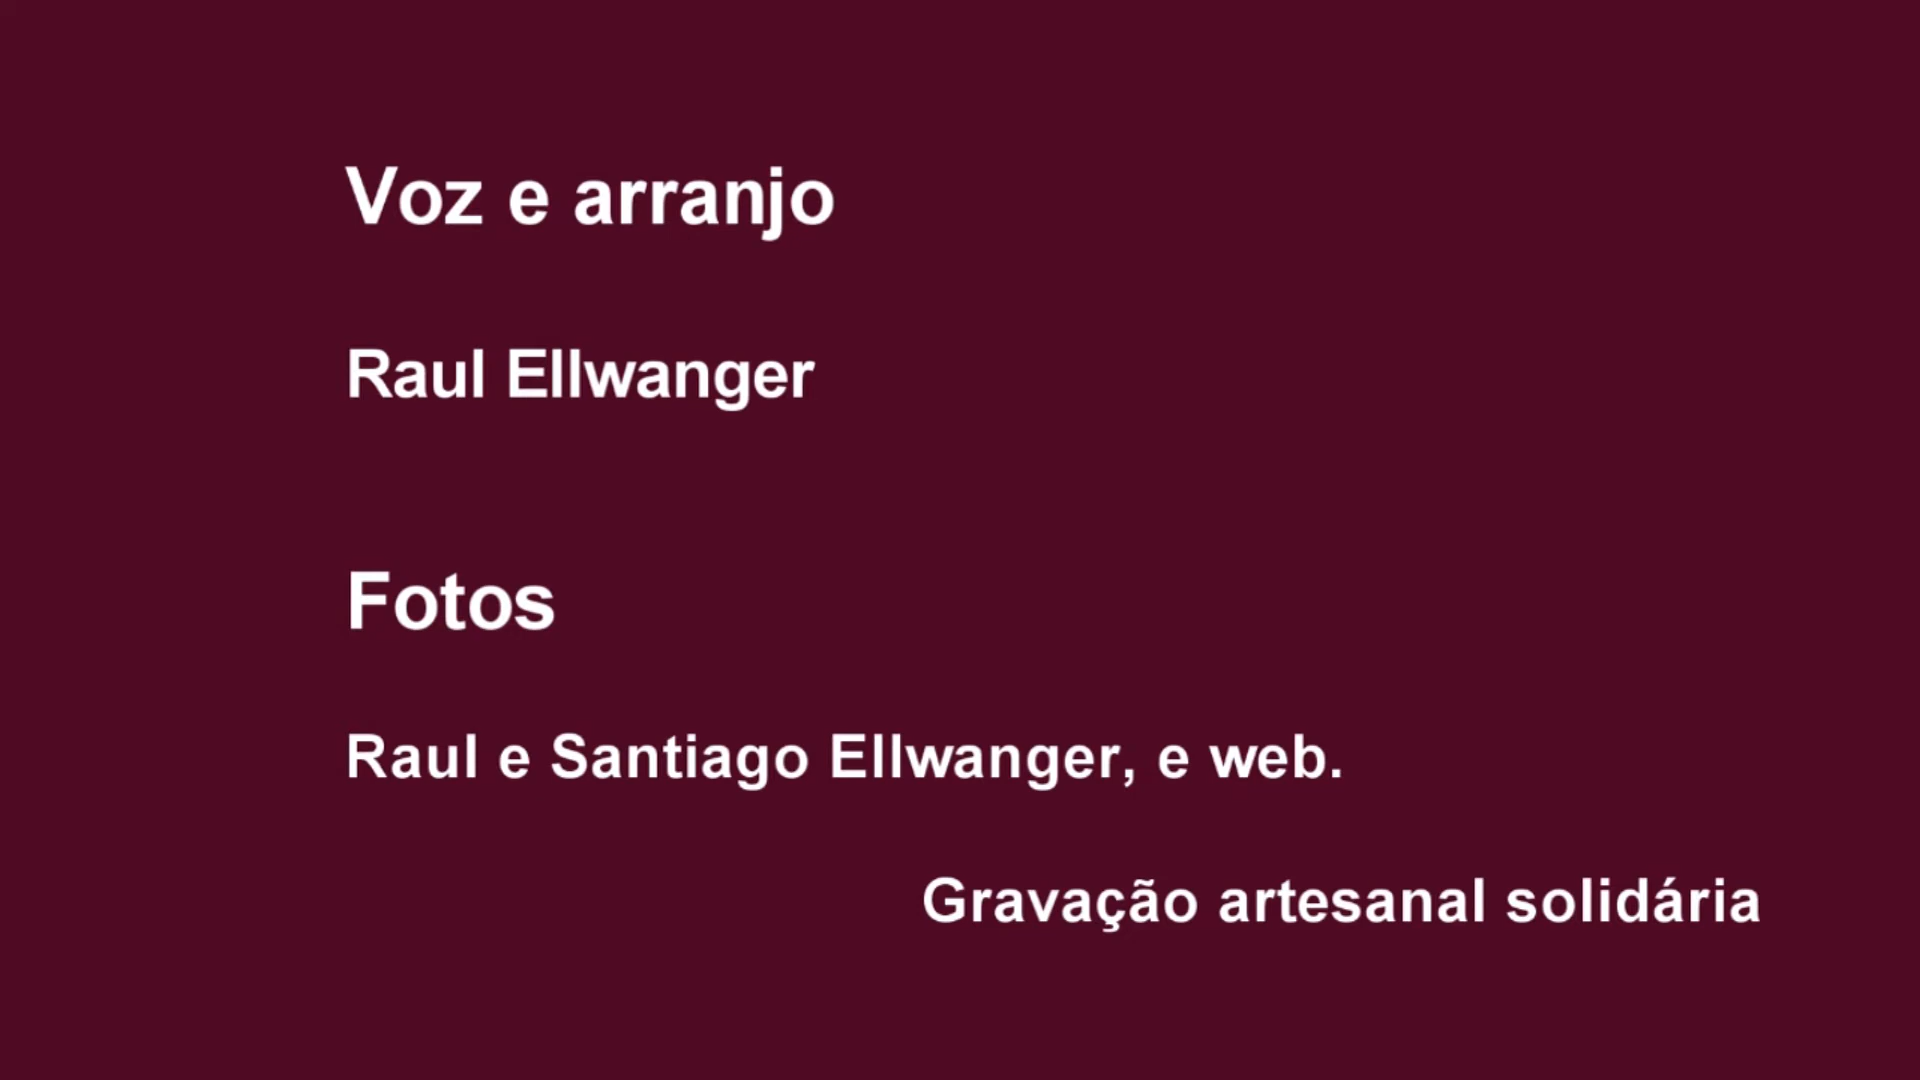 Voz e arranjo
Raul Ellwanger
Fotos
Raul e Santiago Ellwanger, e web.
Gravação artesanal solidária